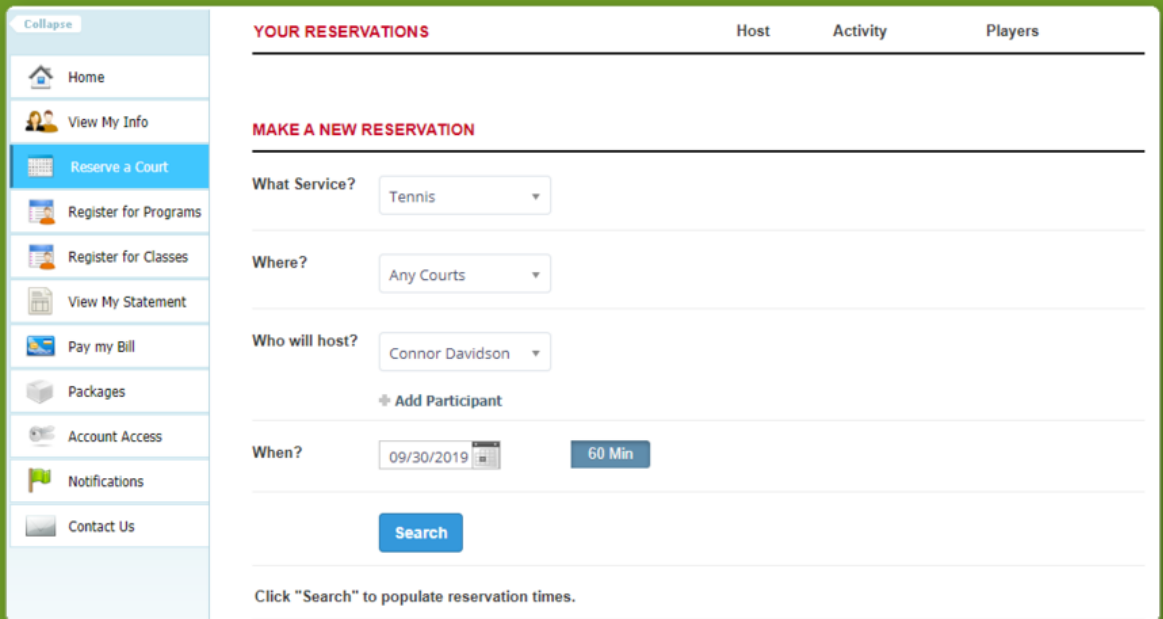 Collapse
Home
View My Info
Reserve a Court
Register for Programs
Register for Classes
View My Statement
Pay my Bill
Packages
Account Access
Notifications
Contact Us
YOUR RESERVATIONS Host Activity Players
MAKE A NEW RESERVATION
What Service? Tennis
Where? Any Courts
Who will host? Connor Davidson
Add Participant
When? 09/30/2019 60 Min
Search
Click "Search" to populate reservation times.